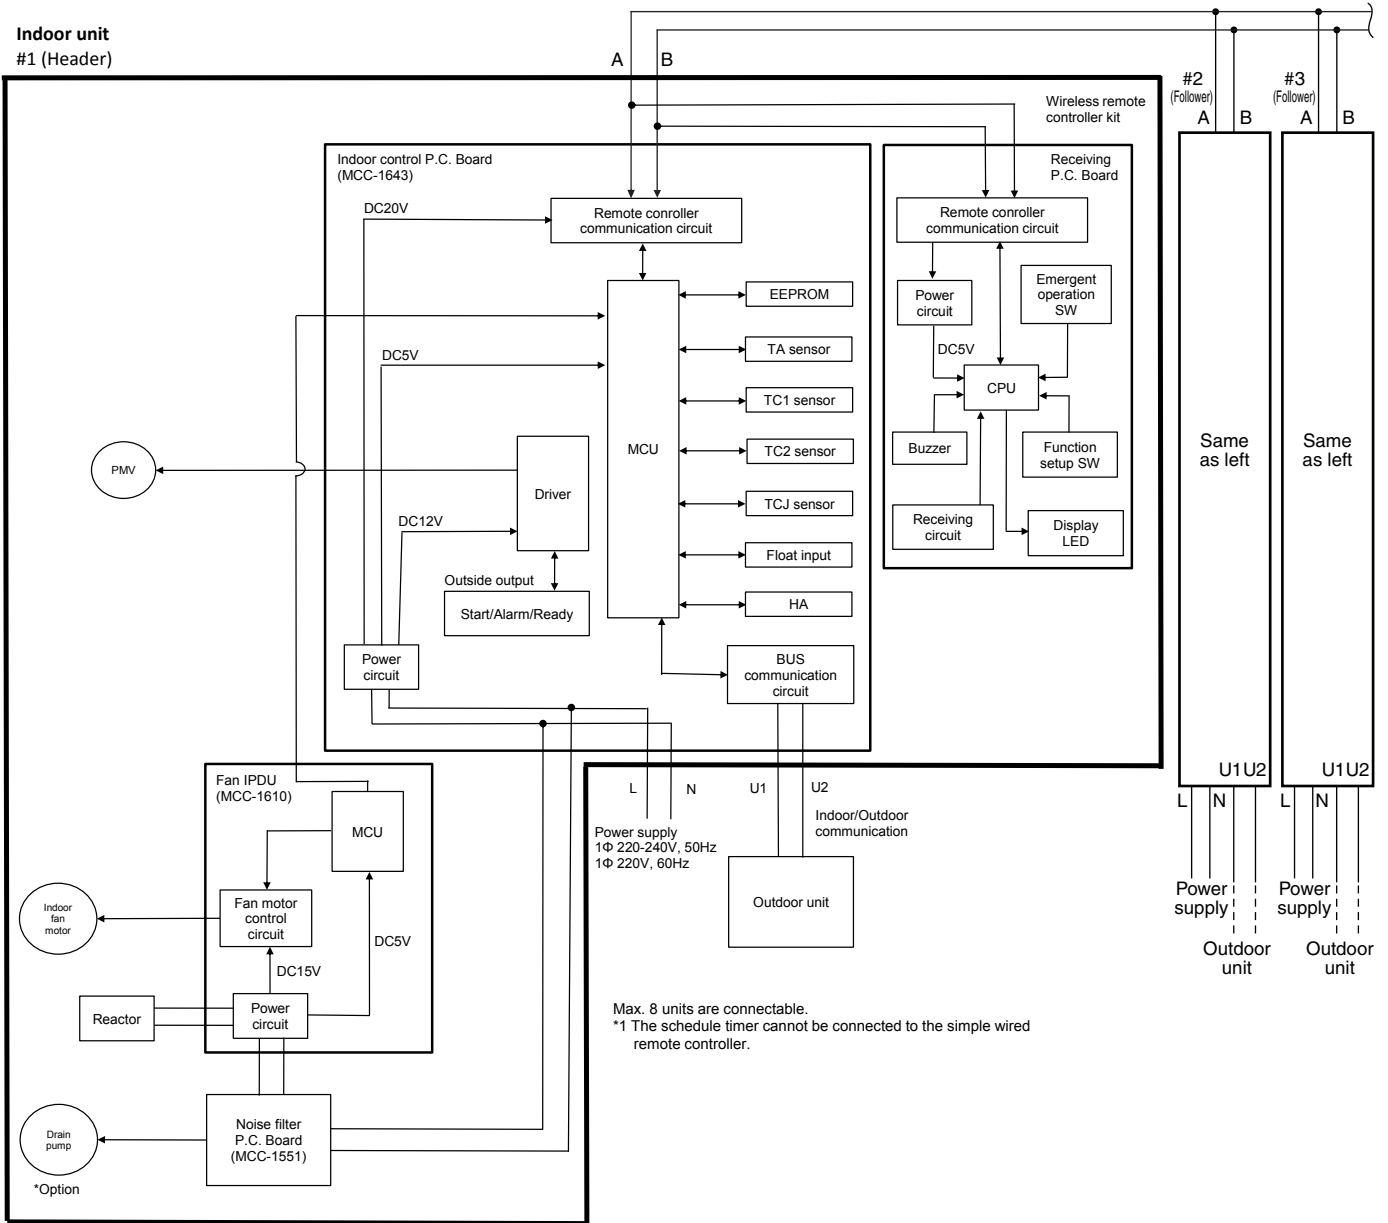 Indoor unit
#1 (Header)
A
B
#2
(Follower)
A
B
#3
(Follower)
A
B
Wireless remote
controller kit
Indoor control P.C. Board
(MCC-1643)
Receiving
P.C. Board
DC20V
Remote conroller
communication circuit
Remote conroller
communication circuit
EEPROM
Power
circuit
Emergent
operation
SW
TA sensor
DC5V
DC5V
TC1 sensor
CPU
MCU
Buzzer
Function
setup SW
Same
as left
Same
as left
PMV
TC2 sensor
Driver
TCJ sensor
DC12V
Receiving
circuit
Display
LED
Float input
Outside output
Start/Alarm/Ready
HA
Power
circuit
BUS
communication
circuit
U1U2
U1U2
Fan IPDU
(MCC-1610)
L
N
U1
U2
L
N
L
N
Indoor/Outdoor
communication
MCU
Power supply
1Φ 220-240V, 50Hz
1Φ 220V, 60Hz
Indoor
fan
motor
Fan motor
control
circuit
Outdoor unit
Power
supply
Power
supply
DC5V
Outdoor
unit
Outdoor
unit
DC15V
Reactor
Power
circuit
Max. 8 units are connectable.
*1 The schedule timer cannot be connected to the simple wired
remote controller.
Drain
pump
Noise filter
P.C. Board
(MCC-1551)
*Option